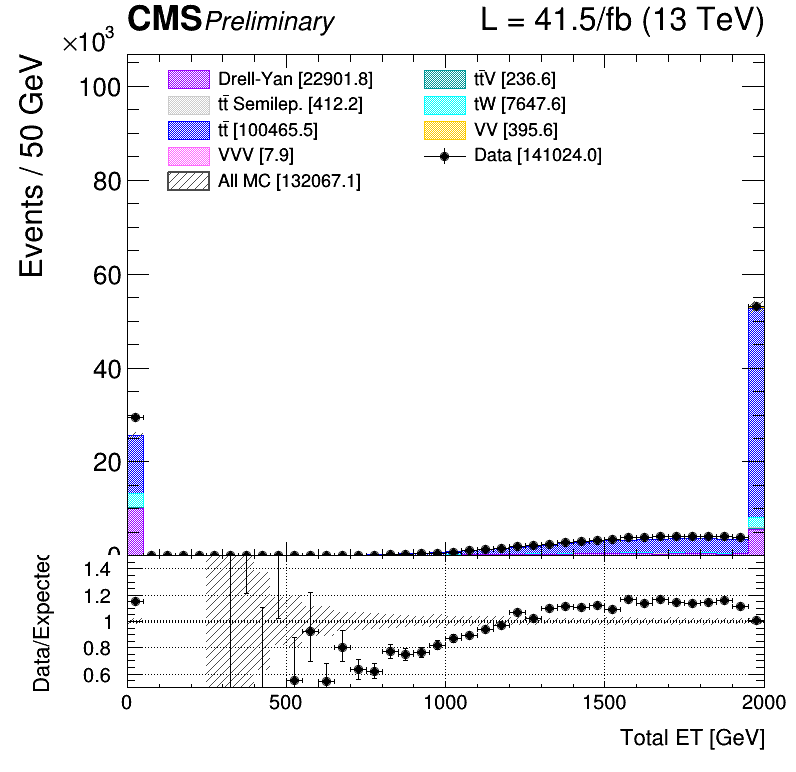 CMS Preliminary L = 41.5/fb (13 TeV)
×10³
Events / 50 GeV
100
80
60
40
20
0
Drell-Yan [22901.8]
tt̄ Semilep. [412.2]
tt̄ [100465.5]
VVV [7.9]
All MC [132067.1]
tt̄V [236.6]
tW [7647.6]
VV [395.6]
Data [141024.0]
Data/Expected
1.4
1.2
1
0.8
0.6
0 500 1000 1500 2000
Total ET [GeV]